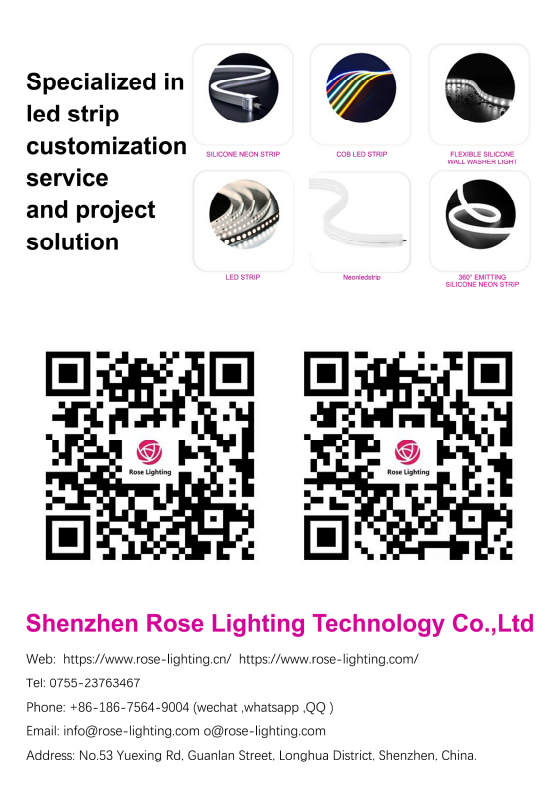 Specialized in
led strip
customization
service
and project
solution
SILICONE NEON STRIP
COB LED STRIP
FLEXIBLE SILICONE
WALL WASHER LIGHT
LED STRIP
Neonledstrip
360° EMITTING
SILICONE NEON STRIP
Rose Lighting
Rose Lighting
Shenzhen Rose Lighting Technology Co.,Ltd
Web:  https://www.rose-lighting.cn/  https://www.rose-lighting.com/
Tel: 0755-23763467
Phone: +86-186-7564-9004 (wechat ,whatsapp ,QQ )
Email: info@rose-lighting.com o@rose-lighting.com
Address: No.53 Yuexing Rd, Guanlan Street, Longhua District, Shenzhen, China.